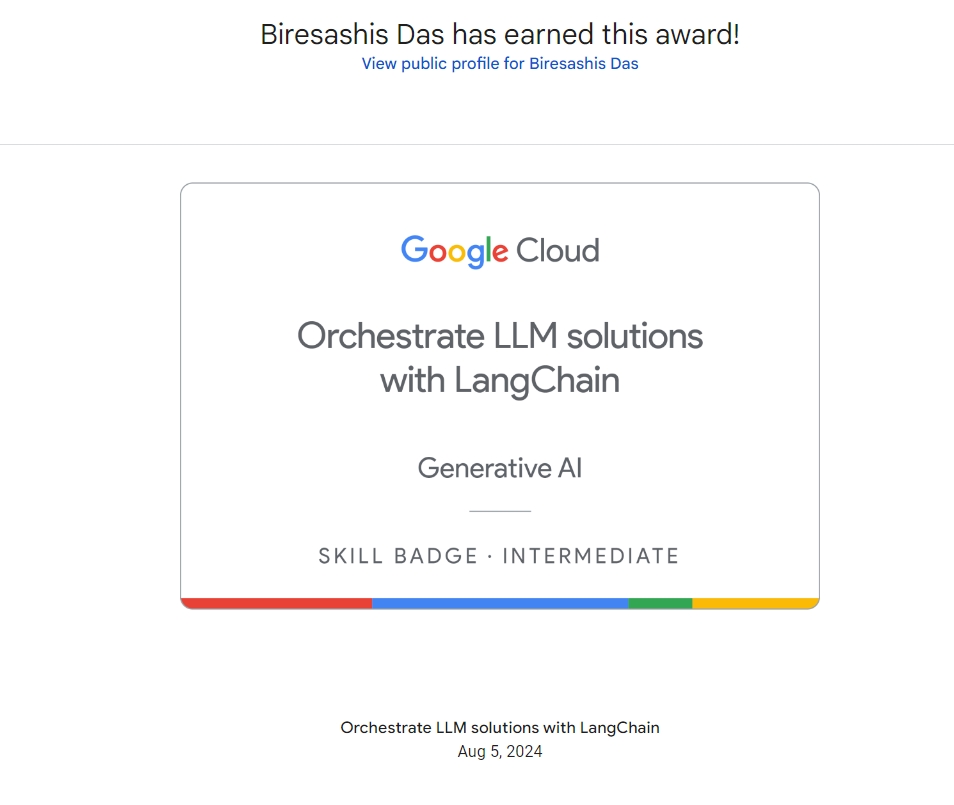 Biresashis Das has earned this award!
View public profile for Biresashis Das
Google Cloud
Orchestrate LLM solutions
with LangChain
Generative AI
SKILL BADGE · INTERMEDIATE
Orchestrate LLM solutions with LangChain
Aug 5, 2024